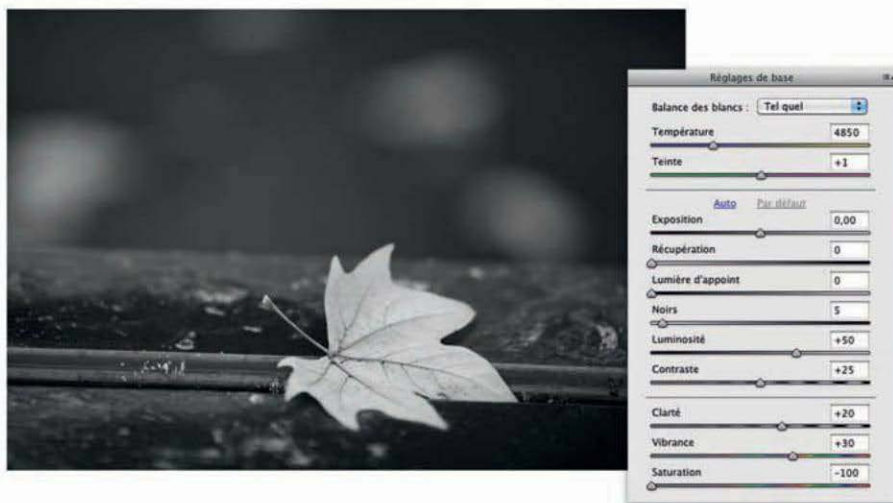 Réglages de base
Balance des blancs : Tel quel
Température 4850
Teinte +1
Auto Par défaut
Exposition 0,00
Récupération 0
Lumière d'appoint 0
Noirs 5
Luminosité +50
Contraste +25
Clarté +20
Vibrance +30
Saturation -100